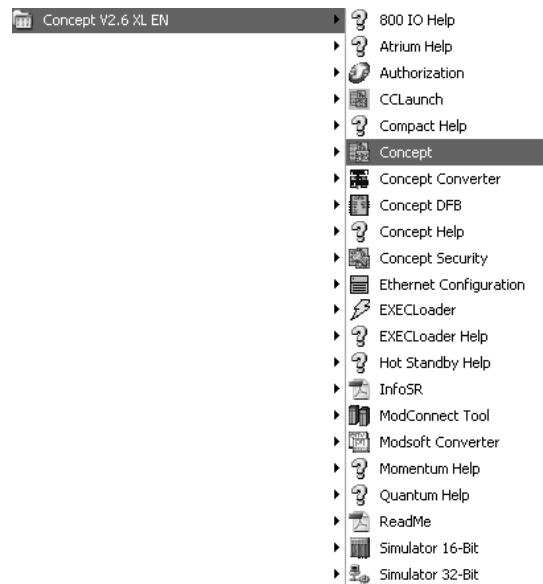 Concept V2.6 XL EN
800 IO Help
Atrium Help
Authorization
CCLaunch
Compact Help
Concept
Concept Converter
Concept DFB
Concept Help
Concept Security
Ethernet Configuration
EXECLoader
EXECLoader Help
Hot Standby Help
InfoSR
ModConnect Tool
Modsoft Converter
Momentum Help
Quantum Help
ReadMe
Simulator 16-Bit
Simulator 32-Bit